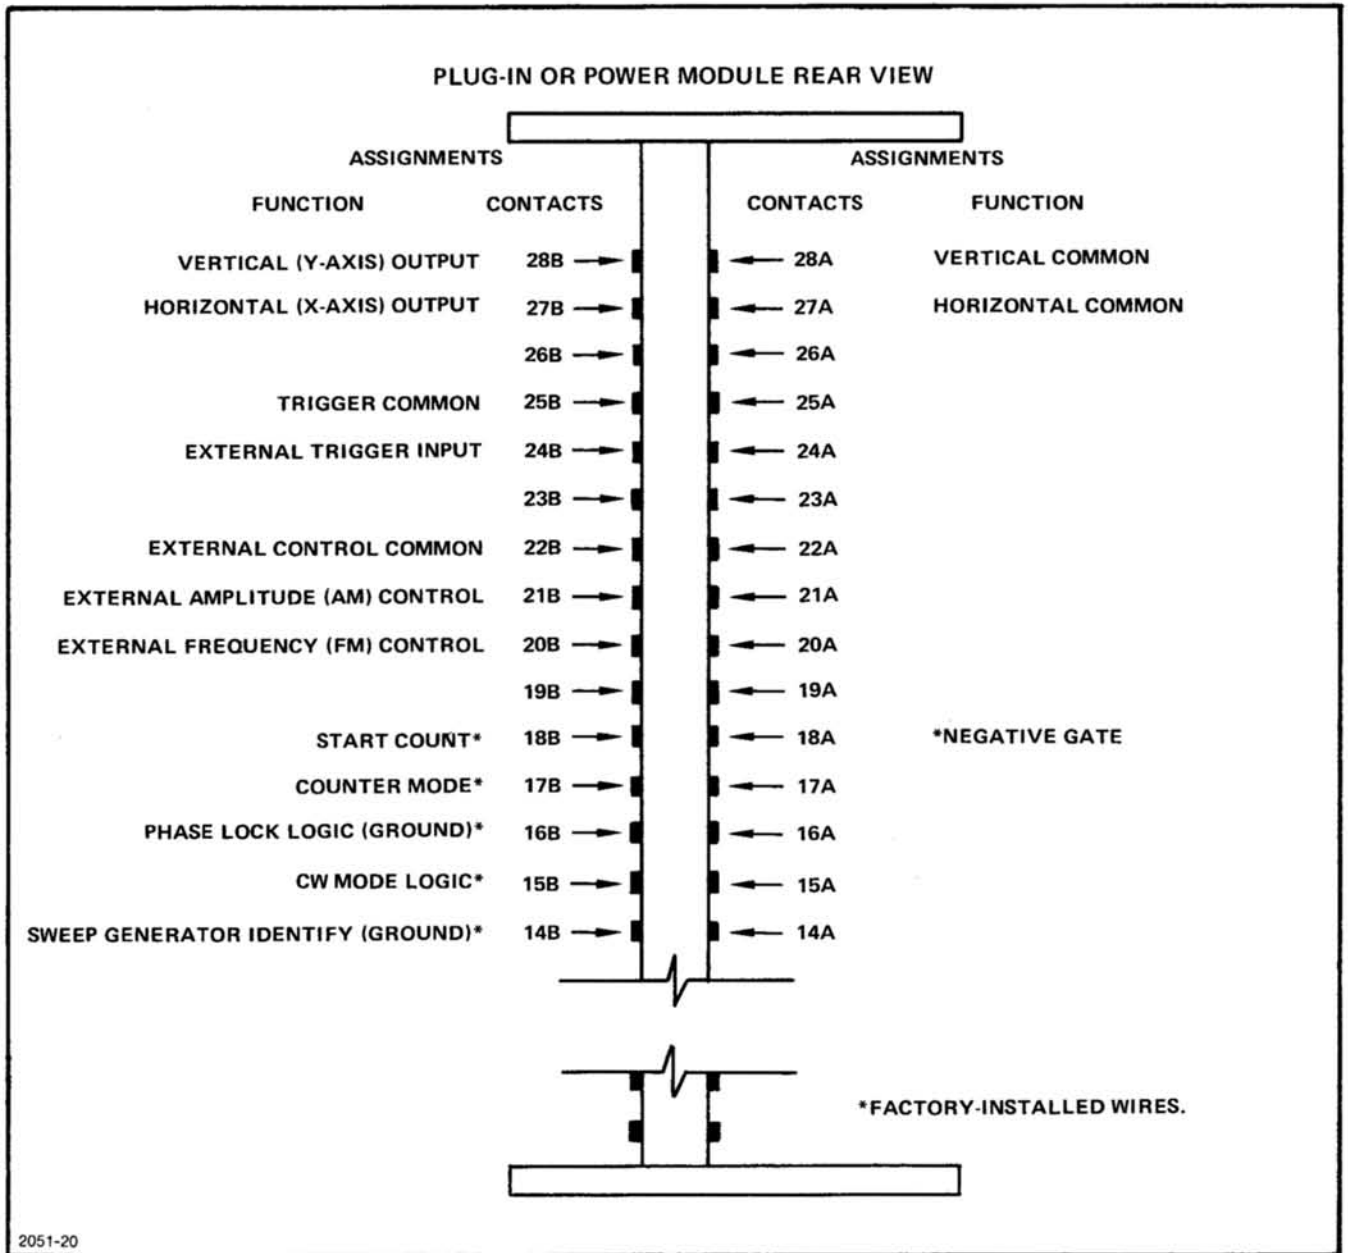 PLUG-IN OR POWER MODULE REAR VIEW
ASSIGNMENTS ASSIGNMENTS
FUNCTION CONTACTS CONTACTS FUNCTION
VERTICAL (Y-AXIS) OUTPUT 28B 28A VERTICAL COMMON
HORIZONTAL (X-AXIS) OUTPUT 27B 27A HORIZONTAL COMMON
26B 26A
TRIGGER COMMON 25B 25A
EXTERNAL TRIGGER INPUT 24B 24A
23B 23A
EXTERNAL CONTROL COMMON 22B 22A
EXTERNAL AMPLITUDE (AM) CONTROL 21B 21A
EXTERNAL FREQUENCY (FM) CONTROL 20B 20A
19B 19A
START COUNT* 18B 18A *NEGATIVE GATE
COUNTER MODE* 17B 17A
PHASE LOCK LOGIC (GROUND)* 16B 16A
CW MODE LOGIC* 15B 15A
SWEEP GENERATOR IDENTIFY (GROUND)* 14B 14A
*FACTORY-INSTALLED WIRES.
2051-20